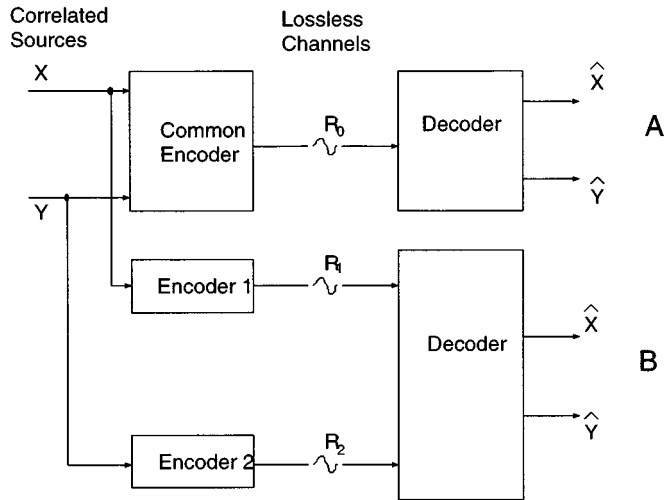 Correlated
Sources
Lossless
Channels
X
Y
Common
Encoder
R₀
Decoder
X̂
Ŷ
A
Encoder 1
R₁
Encoder 2
R₂
Decoder
X̂
Ŷ
B